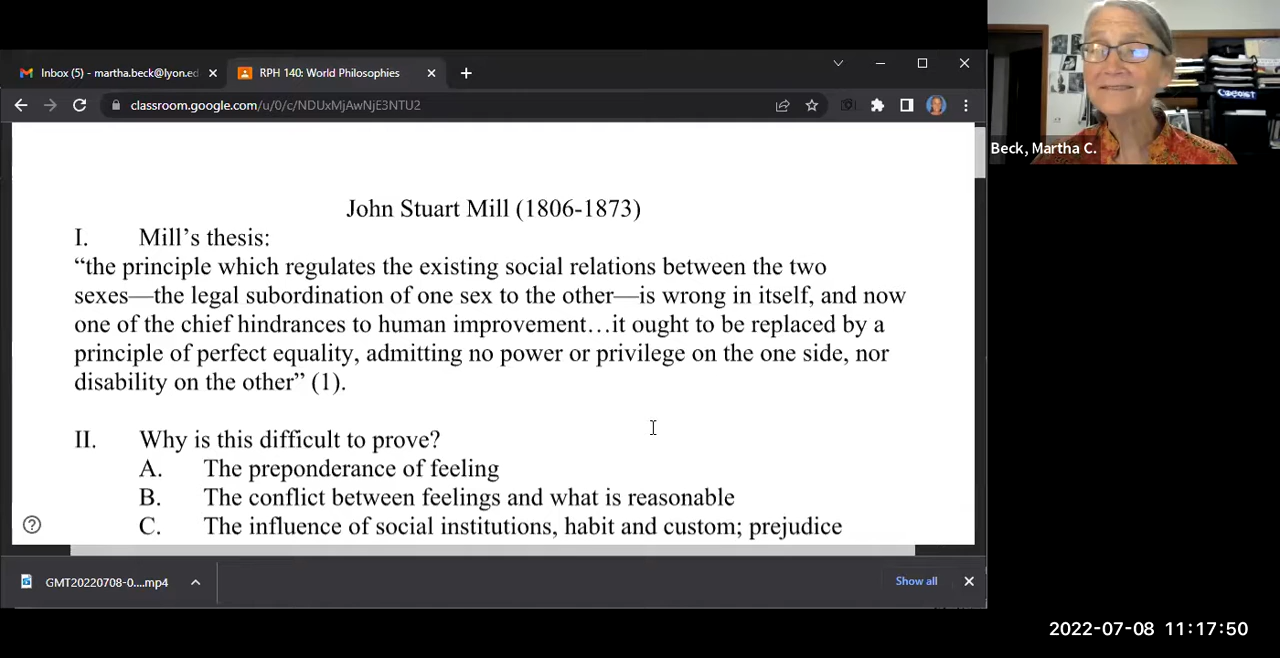 Inbox (5) - martha.beck@lyon.ed
RPH 140: World Philosophies
classroom.google.com/u/0/c/NDUxMjAwNjE3NTU2
COEXIST
Beck, Martha C.
John Stuart Mill (1806-1873)
I. Mill’s thesis:
“the principle which regulates the existing social relations between the two
sexes—the legal subordination of one sex to the other—is wrong in itself, and now
one of the chief hindrances to human improvement…it ought to be replaced by a
principle of perfect equality, admitting no power or privilege on the one side, nor
disability on the other” (1).
II. Why is this difficult to prove?
A. The preponderance of feeling
B. The conflict between feelings and what is reasonable
C. The influence of social institutions, habit and custom; prejudice
GMT20220708-0....mp4
Show all
2022-07-08 11:17:50